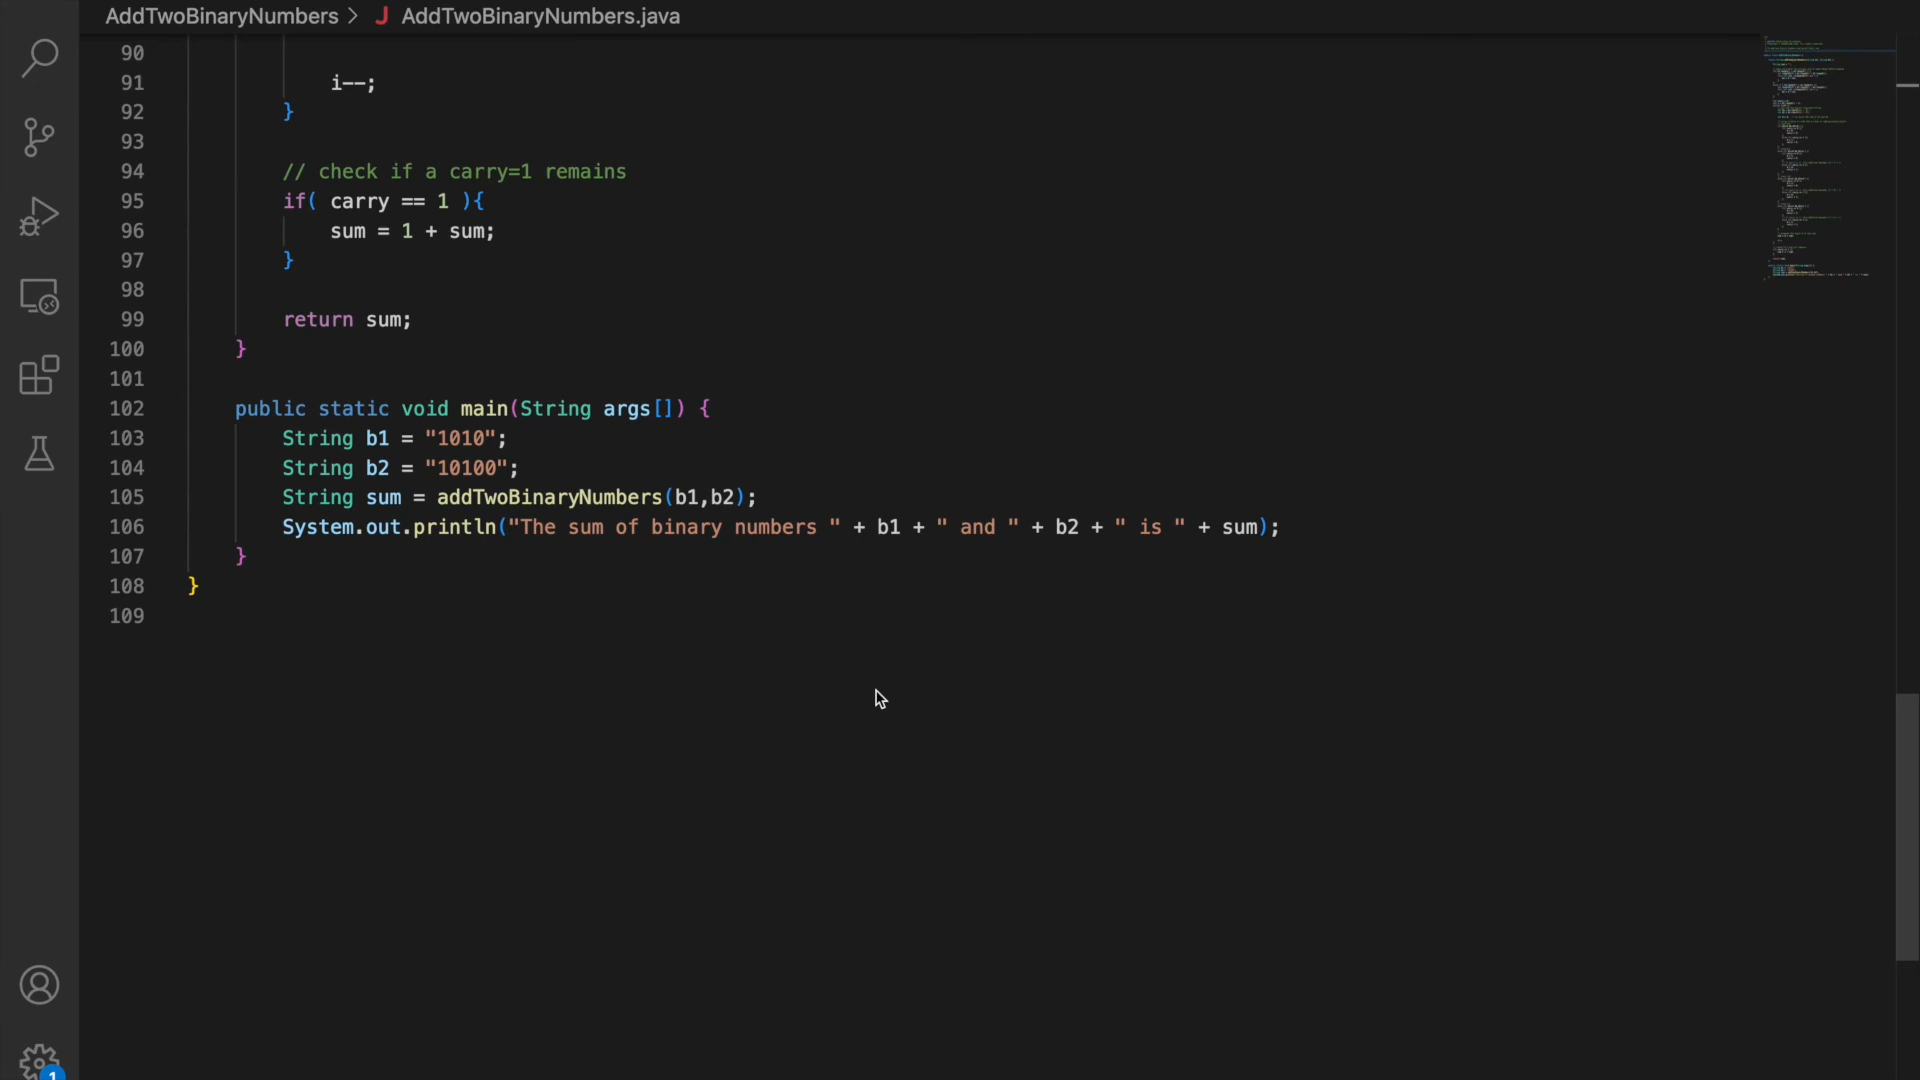 AddTwoBinaryNumbers > J AddTwoBinaryNumbers.java
90
91 i--;
92 }
93
94 // check if a carry=1 remains
95 if( carry == 1 ){
96 sum = 1 + sum;
97 }
98
99 return sum;
100 }
101
102 public static void main(String args[]) {
103 String b1 = "1010";
104 String b2 = "10100";
105 String sum = addTwoBinaryNumbers(b1,b2);
106 System.out.println("The sum of binary numbers " + b1 + " and " + b2 + " is " + sum);
107 }
108 }
109
1